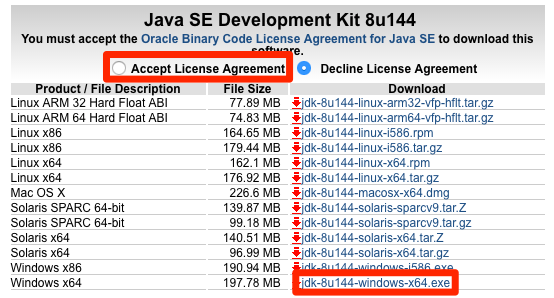 Java SE Development Kit 8u144
You must accept the Oracle Binary Code License Agreement for Java SE to download this
software.
Accept License Agreement Decline License Agreement
Product / File Description File Size Download
Linux ARM 32 Hard Float ABI 77.89 MB jdk-8u144-linux-arm32-vfp-hflt.tar.gz
Linux ARM 64 Hard Float ABI 74.83 MB jdk-8u144-linux-arm64-vfp-hflt.tar.gz
Linux x86 164.65 MB jdk-8u144-linux-i586.rpm
Linux x86 179.44 MB jdk-8u144-linux-i586.tar.gz
Linux x64 162.1 MB jdk-8u144-linux-x64.rpm
Linux x64 176.92 MB jdk-8u144-linux-x64.tar.gz
Mac OS X 226.6 MB jdk-8u144-macosx-x64.dmg
Solaris SPARC 64-bit 139.87 MB jdk-8u144-solaris-sparcv9.tar.Z
Solaris SPARC 64-bit 99.18 MB jdk-8u144-solaris-sparcv9.tar.gz
Solaris x64 140.51 MB jdk-8u144-solaris-x64.tar.Z
Solaris x64 96.99 MB jdk-8u144-solaris-x64.tar.gz
Windows x86 190.94 MB jdk-8u144-windows-i586.exe
Windows x64 197.78 MB jdk-8u144-windows-x64.exe